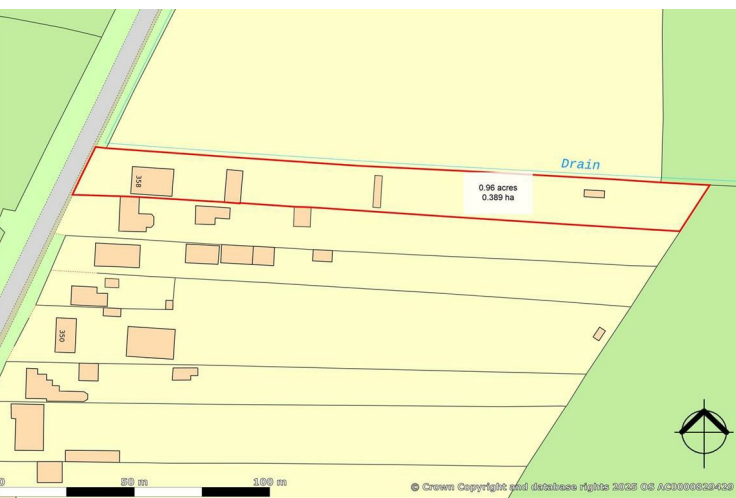 Drain
358
0.96 acres
0.389 ha
350
0 50 m 100 m
© Crown Copyright and database rights 2025 OS AC0000829429